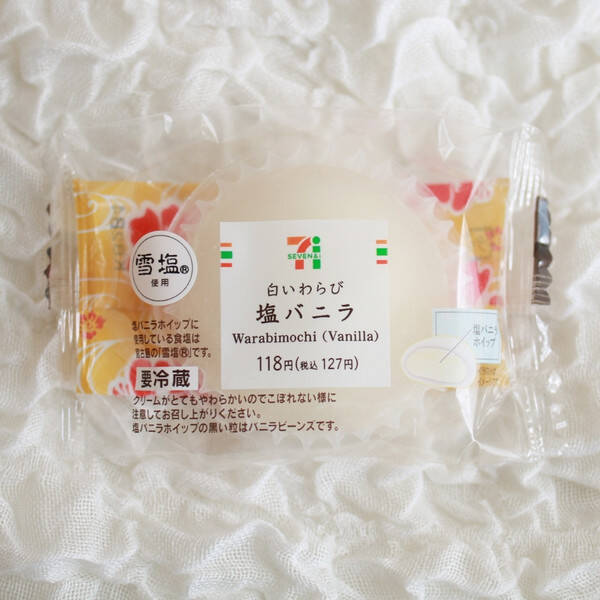 SEVEN&i
白いわらび
塩バニラ
Warabimochi (Vanilla)
118円(税込127円)
雪塩®
使用
塩バニラホイップに
使用している食塩は
宮古島の「雪塩®」です。
要冷蔵
クリームがとてもやわらかいのでこぼれない様に
注意してお召し上がりください。
塩バニラホイップの黒い粒はバニラビーンズです。
塩バニラ
ホイップ